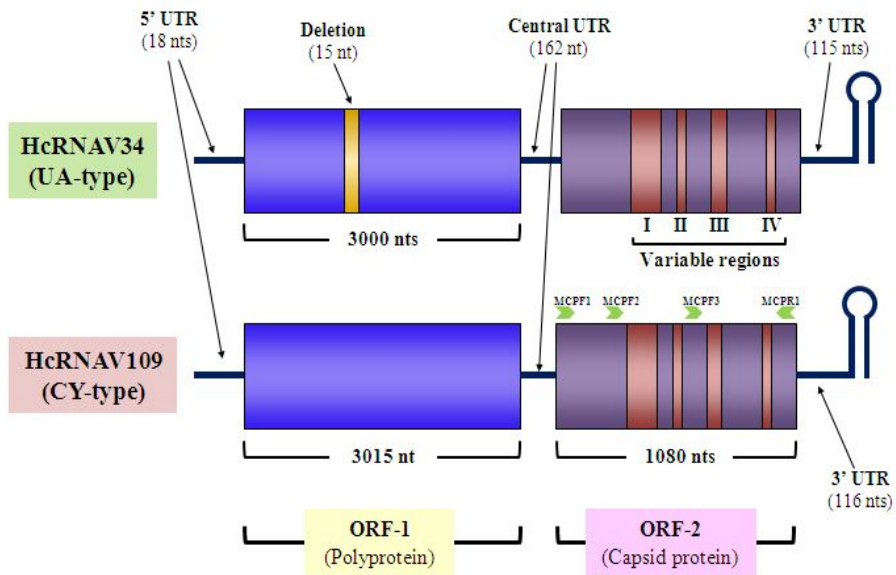 5’ UTR
(18 nts)
Deletion
(15 nt)
Central UTR
(162 nt)
3’ UTR
(115 nts)
HcRNAV34
(UA-type)
3000 nts
I II III IV
Variable regions
MCPF1 MCPF2 MCPF3 MCPR1
HcRNAV109
(CY-type)
3015 nt
1080 nts
3’ UTR
(116 nts)
ORF-1
(Polyprotein)
ORF-2
(Capsid protein)